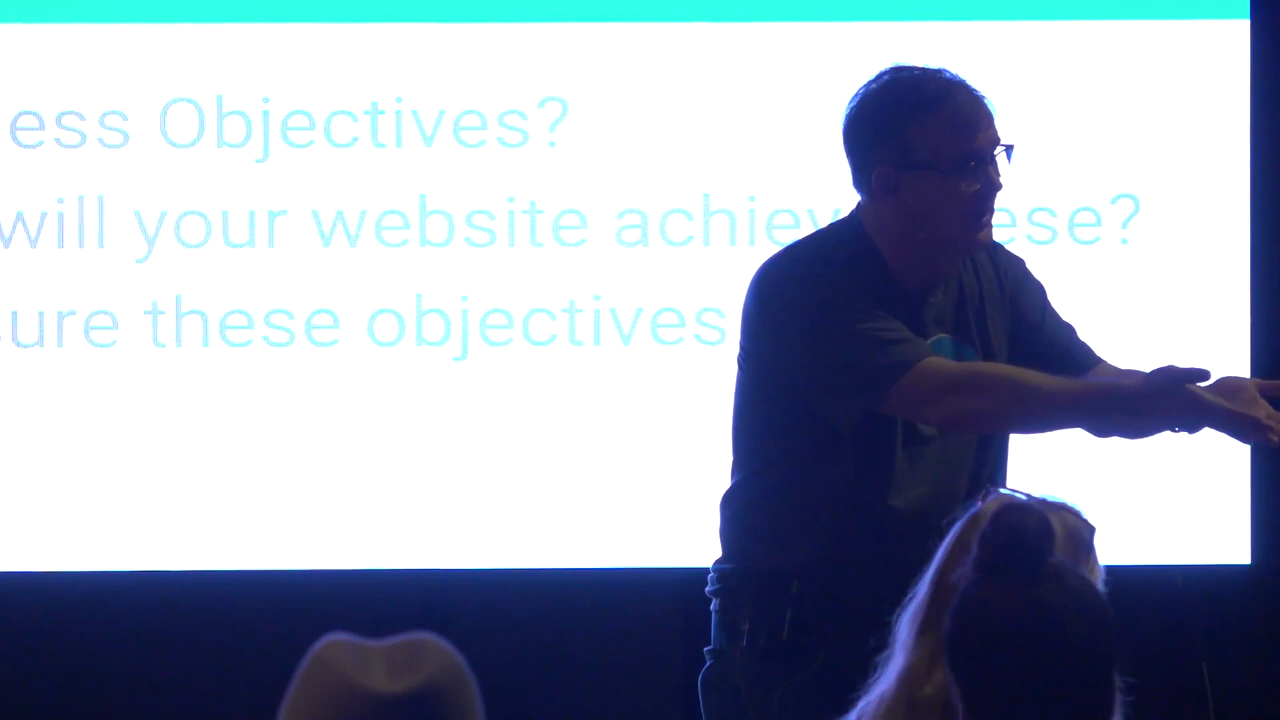 ess Objectives?
will your website achiev ese?
ure these objectives